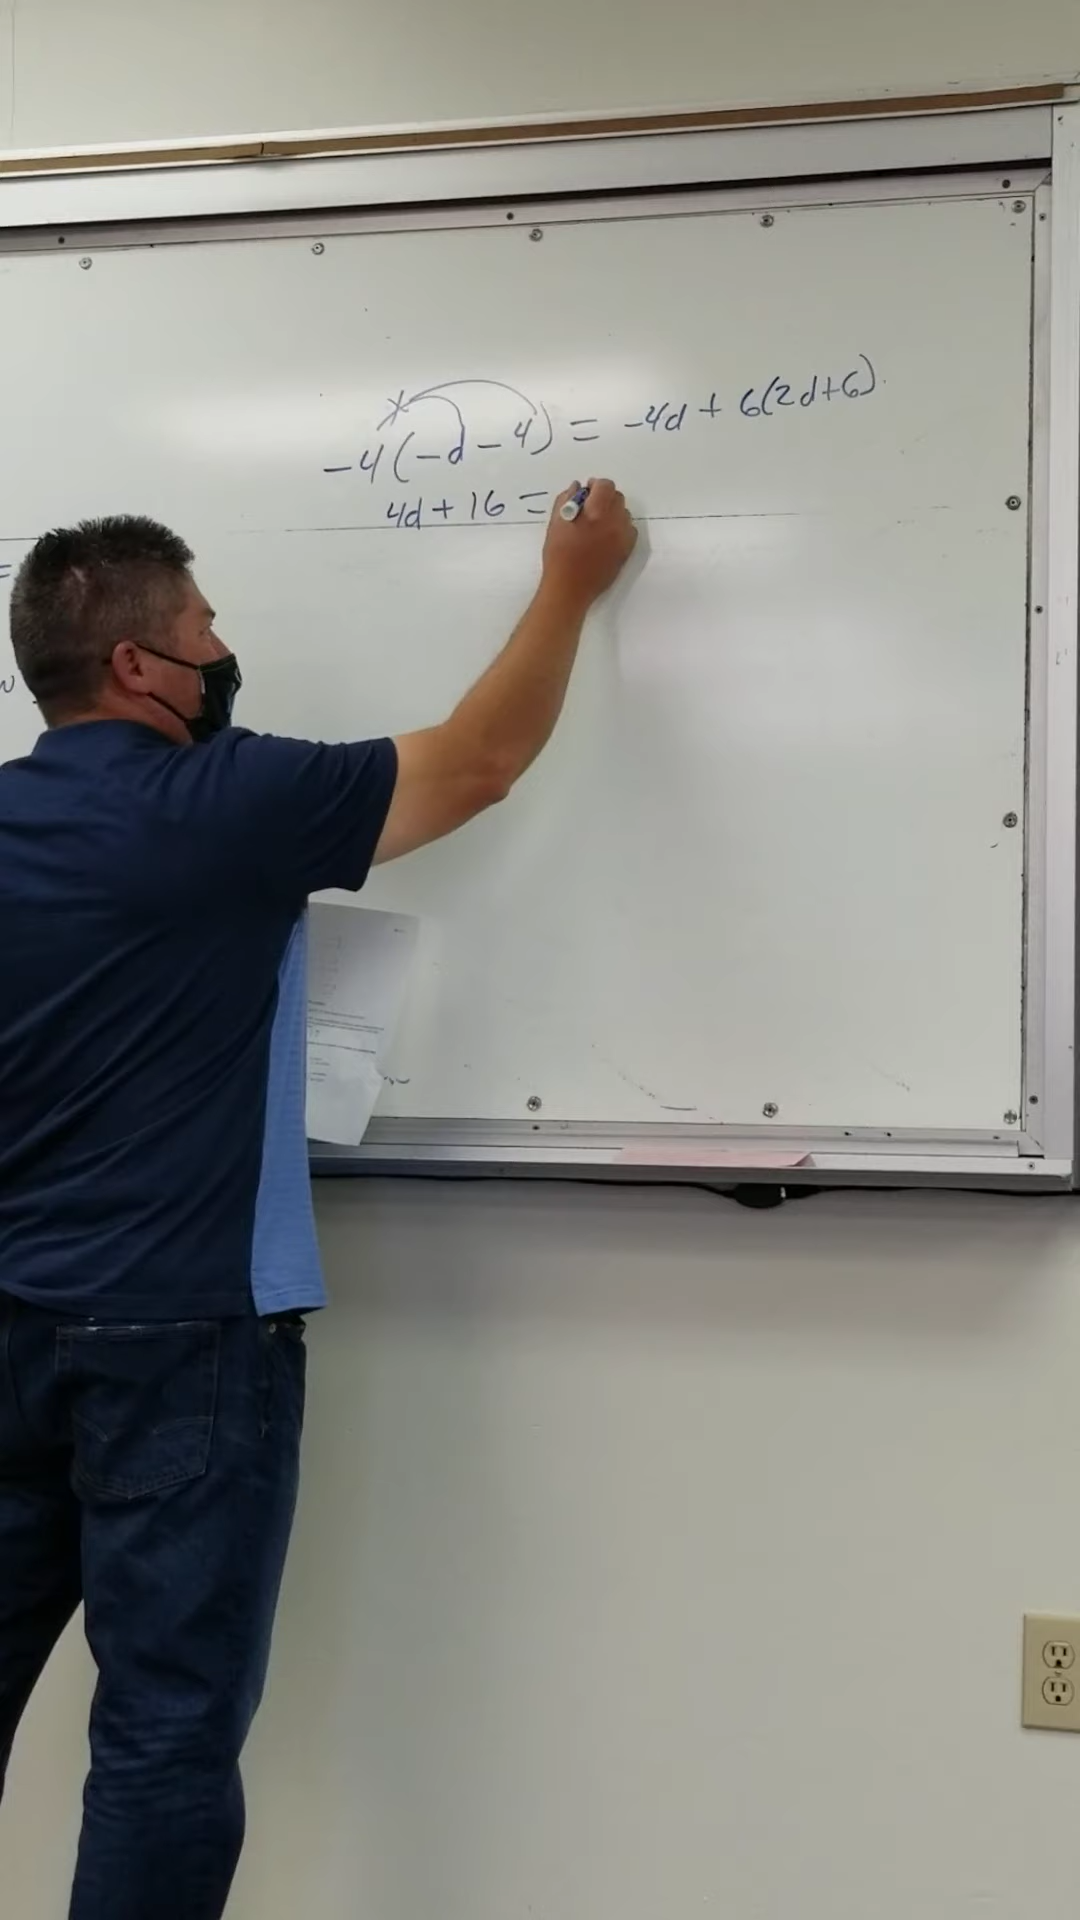 -4(-d-4) = -4d + 6(2d+6)
4d + 16 =
=